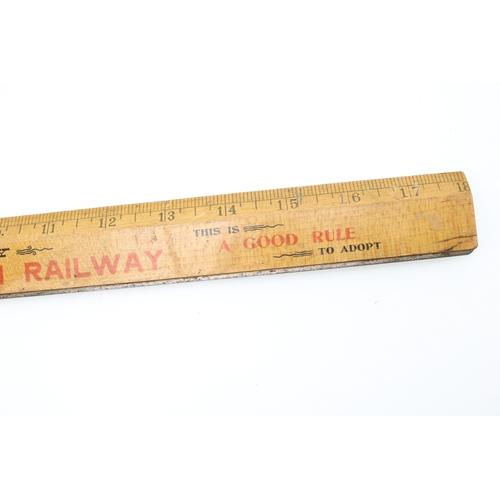 11 12 13 14 15 16 17 18
THIS IS
RAILWAY A GOOD RULE
TO ADOPT